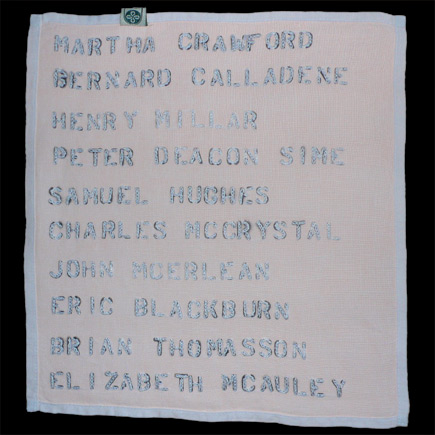 MARTHA CRAWFORD
BERNARD CALLADENE
HENRY MILLAR
PETER DEACON SIME
SAMUEL HUGHES
CHARLES MCCRYSTAL
JOHN MCERLEAN
ERIC BLACKBURN
BRIAN THOMASSON
ELIZABETH MCAULEY